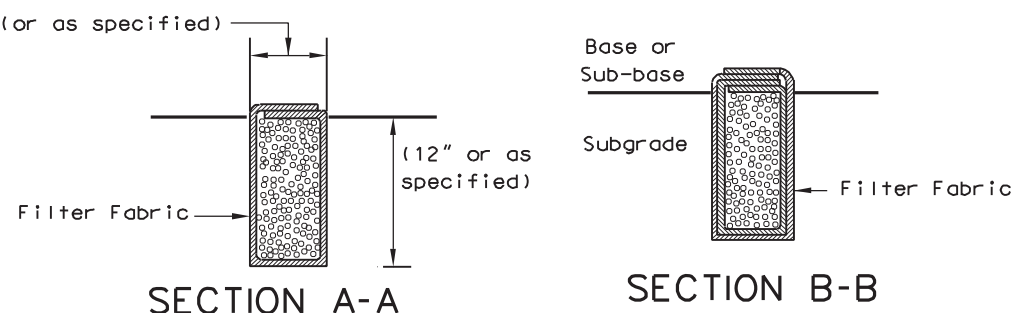 (or as specified)
(12" or as
specified)
Filter Fabric
SECTION A-A
Base or
Sub-base
Subgrade
Filter Fabric
SECTION B-B